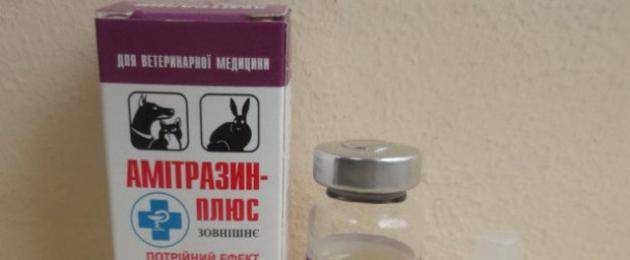 ДЛЯ ВЕТЕРИНАРНОЇ МЕДИЦИНИ
АМІТРАЗИН-
ПЛЮС
ЗОВНІШНЄ
ПОТРІЙНИЙ ЕФЕКТ